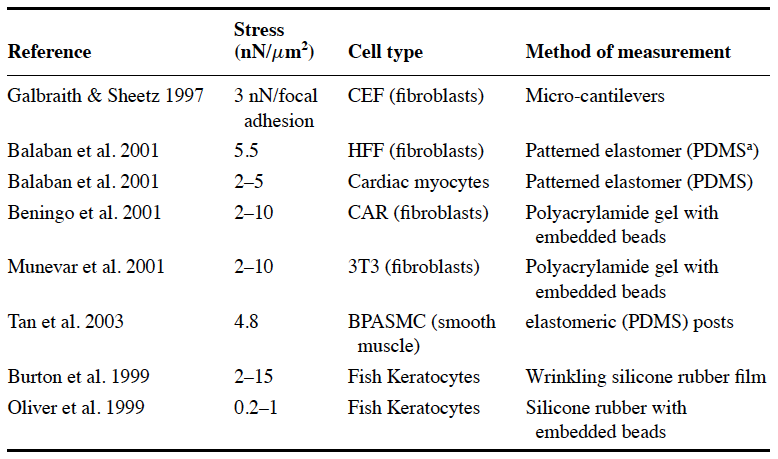 Reference Stress (nN/μm²) Cell type Method of measurement
Galbraith & Sheetz 1997 3 nN/focal adhesion CEF (fibroblasts) Micro-cantilevers
Balaban et al. 2001 5.5 HFF (fibroblasts) Patterned elastomer (PDMSᵃ)
Balaban et al. 2001 2–5 Cardiac myocytes Patterned elastomer (PDMS)
Beningo et al. 2001 2–10 CAR (fibroblasts) Polyacrylamide gel with embedded beads
Munevar et al. 2001 2–10 3T3 (fibroblasts) Polyacrylamide gel with embedded beads
Tan et al. 2003 4.8 BPASMC (smooth muscle) elastomeric (PDMS) posts
Burton et al. 1999 2–15 Fish Keratocytes Wrinkling silicone rubber film
Oliver et al. 1999 0.2–1 Fish Keratocytes Silicone rubber with embedded beads